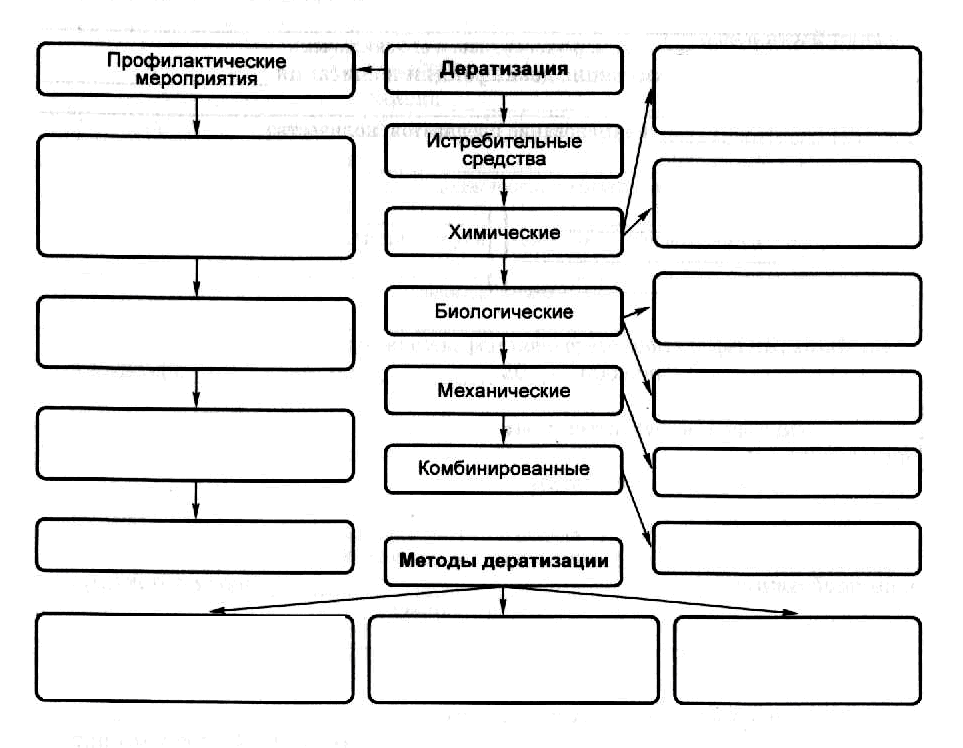 Профилактические
мероприятия
Дератизация
Истребительные
средства
Химические
Биологические
Механические
Комбинированные
Методы дератизации